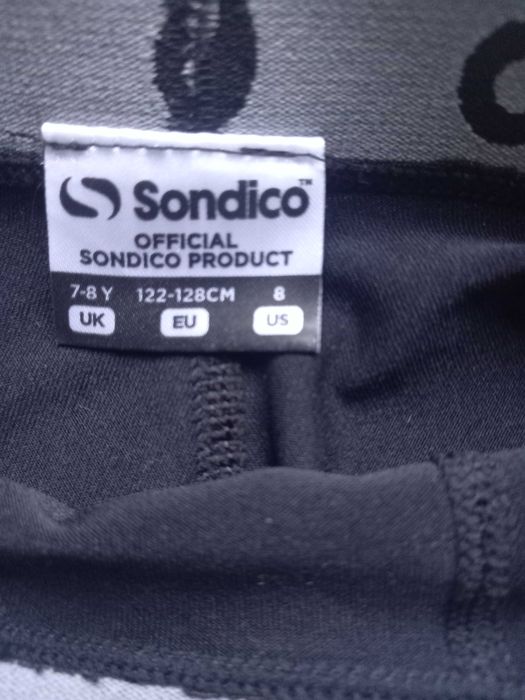 Sondico™
OFFICIAL
SONDICO PRODUCT
7-8 Y 122-128CM 8
UK EU US